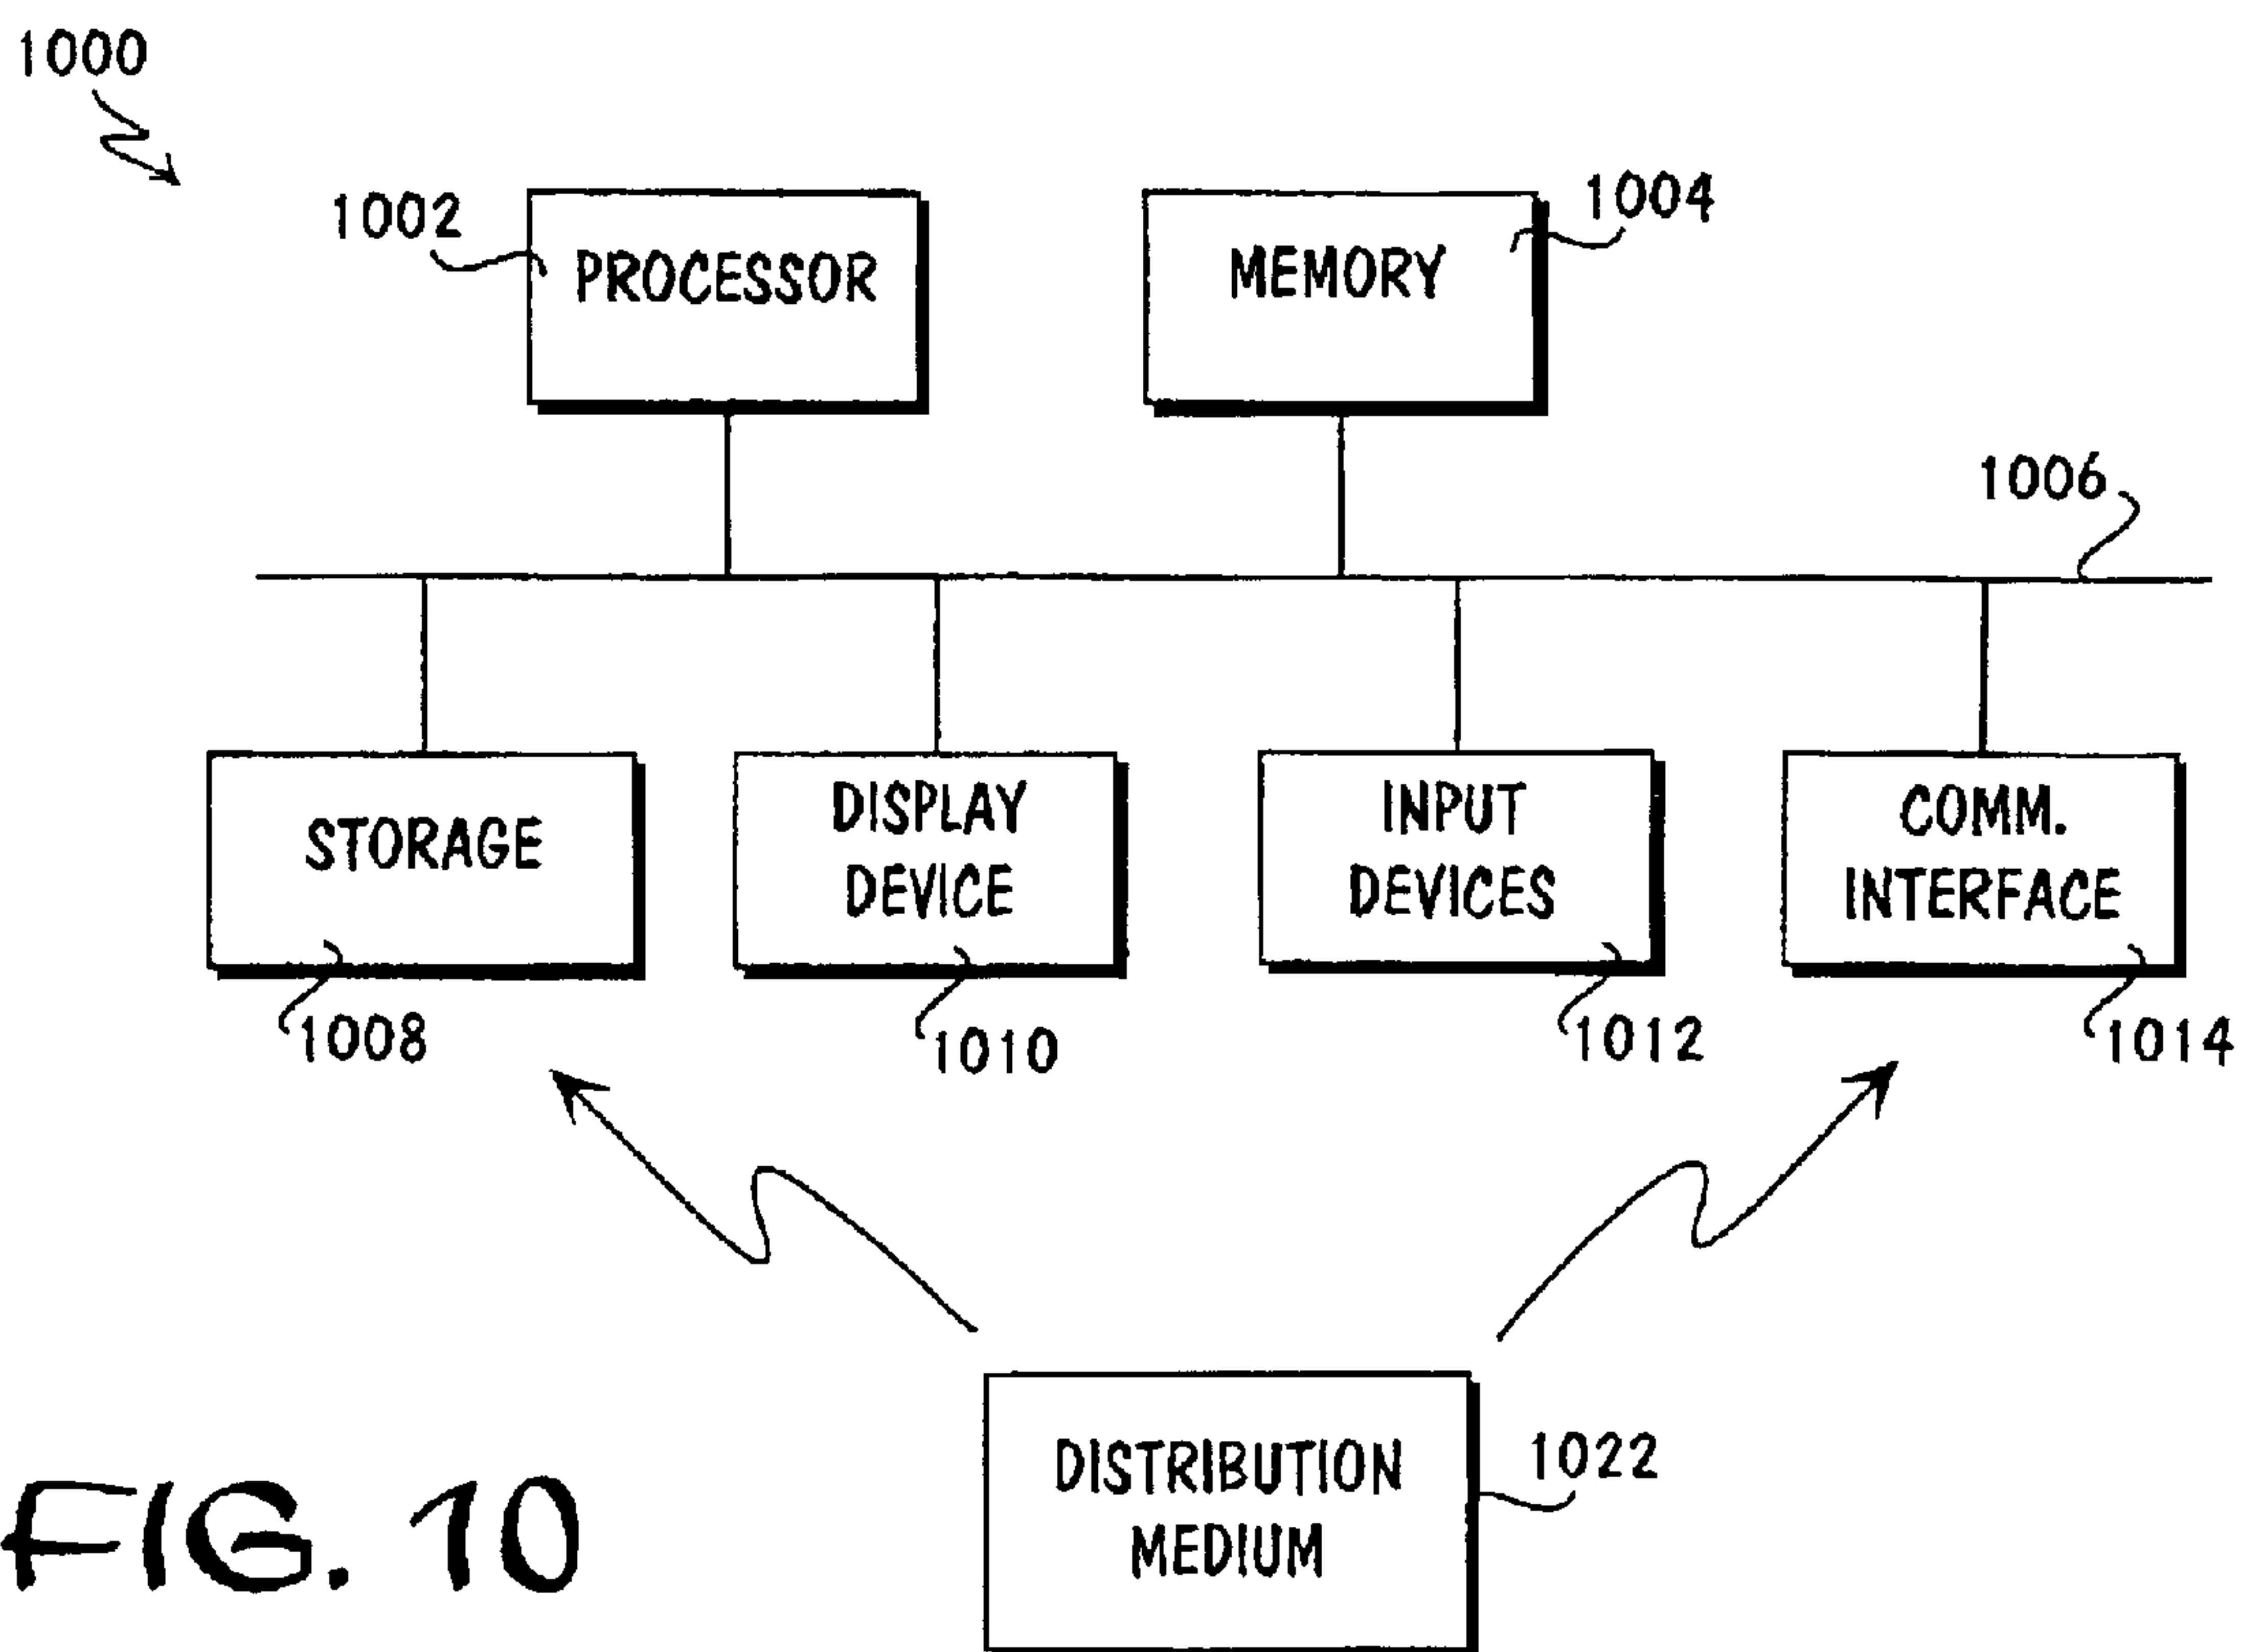 1000
1002
PROCESSOR
MEMORY
1004
1006
STORAGE
DISPLAY
DEVICE
INPUT
DEVICES
COMM.
INTERFACE
1008
1010
1012
1014
DISTRIBUTION
MEDIUM
1022
FIG. 10